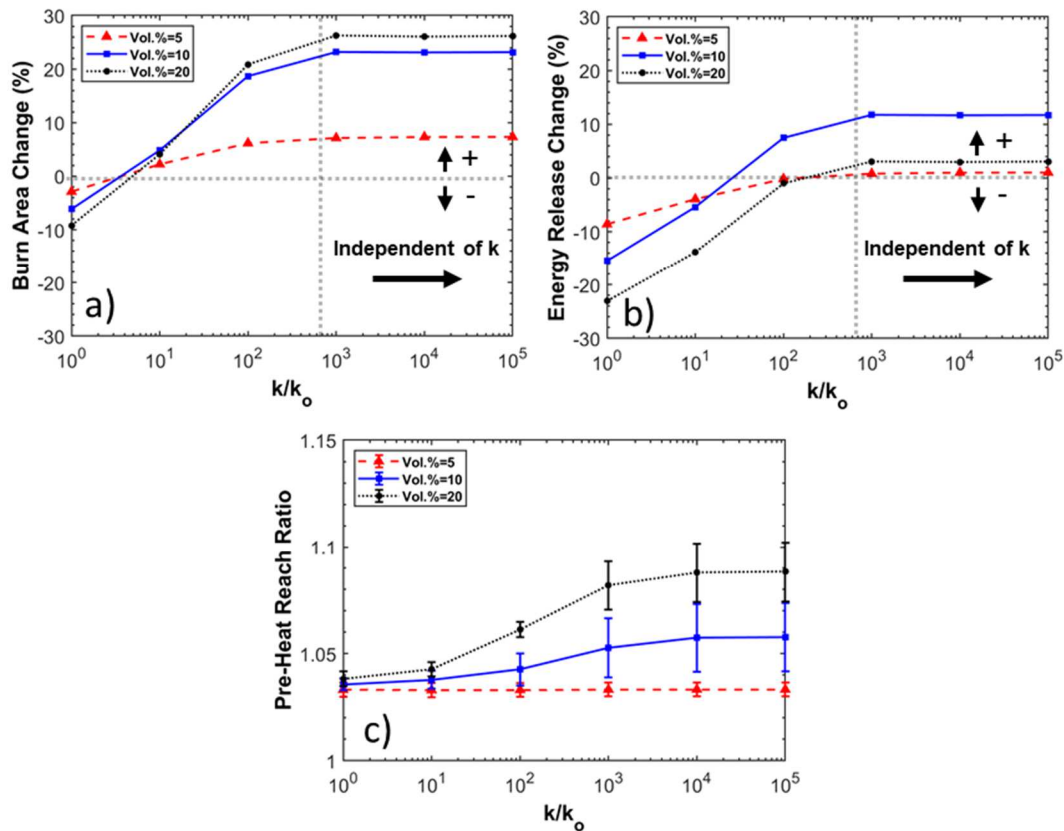 30
20
10
0
-10
-20
-30
Burn Area Change (%)
Vol.%=5
Vol.%=10
Vol.%=20
+
-
Independent of k
a)
10^0
10^1
10^2
10^3
10^4
10^5
k/k_o
30
20
10
0
-10
-20
-30
Energy Release Change (%)
Vol.%=5
Vol.%=10
Vol.%=20
+
-
Independent of k
b)
10^0
10^1
10^2
10^3
10^4
10^5
k/k_o
1.15
1.1
1.05
1
Pre-Heat Reach Ratio
Vol.%=5
Vol.%=10
Vol.%=20
c)
10^0
10^1
10^2
10^3
10^4
10^5
k/k_o